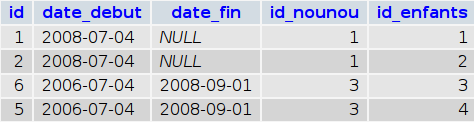 id date_debut date_fin id_nounou id_enfants
1 2008-07-04 NULL 1 1
2 2008-07-04 NULL 1 2
6 2006-07-04 2008-09-01 3 3
5 2006-07-04 2008-09-01 3 4